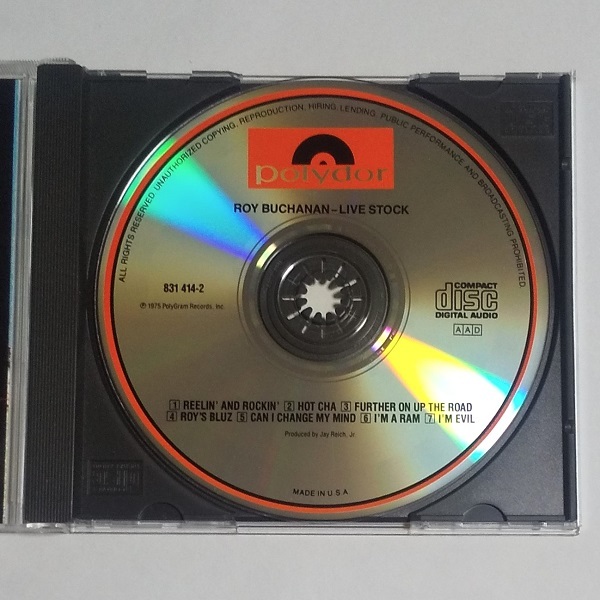 ALL RIGHTS RESERVED UNAUTHORIZED COPYING, REPRODUCTION, HIRING, LENDING, PUBLIC PERFORMANCE AND BROADCASTING PROHIBITED.
polydor
ROY BUCHANAN–LIVE STOCK
831 414-2
℗ 1975 PolyGram Records, Inc.
COMPACT
disc
DIGITAL AUDIO
AAD
1 REELIN' AND ROCKIN' 2 HOT CHA 3 FURTHER ON UP THE ROAD
4 ROY'S BLUZ 5 CAN I CHANGE MY MIND 6 I'M A RAM 7 I'M EVIL
Produced by Jay Reich, Jr.
MADE IN U.S.A.